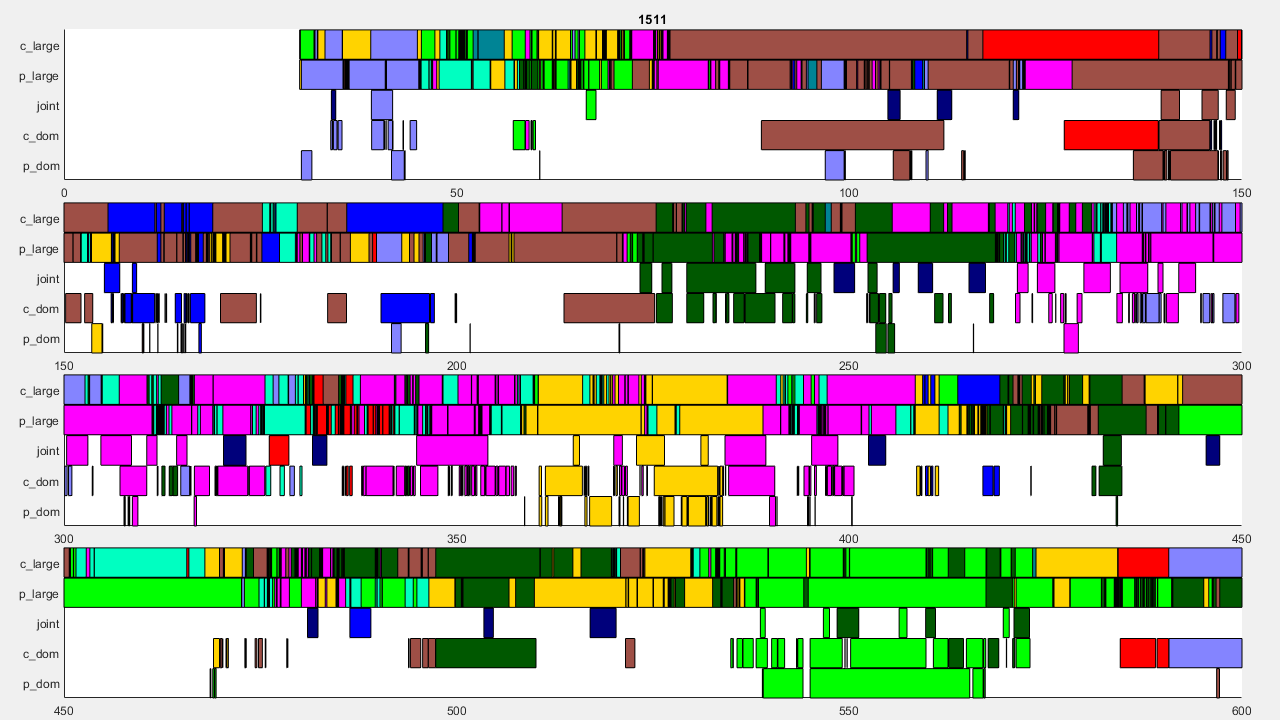 1511
c_large
p_large
joint
c_dom
p_dom
0 50 100 150
c_large
p_large
joint
c_dom
p_dom
150 200 250 300
c_large
p_large
joint
c_dom
p_dom
300 350 400 450
c_large
p_large
joint
c_dom
p_dom
450 500 550 600